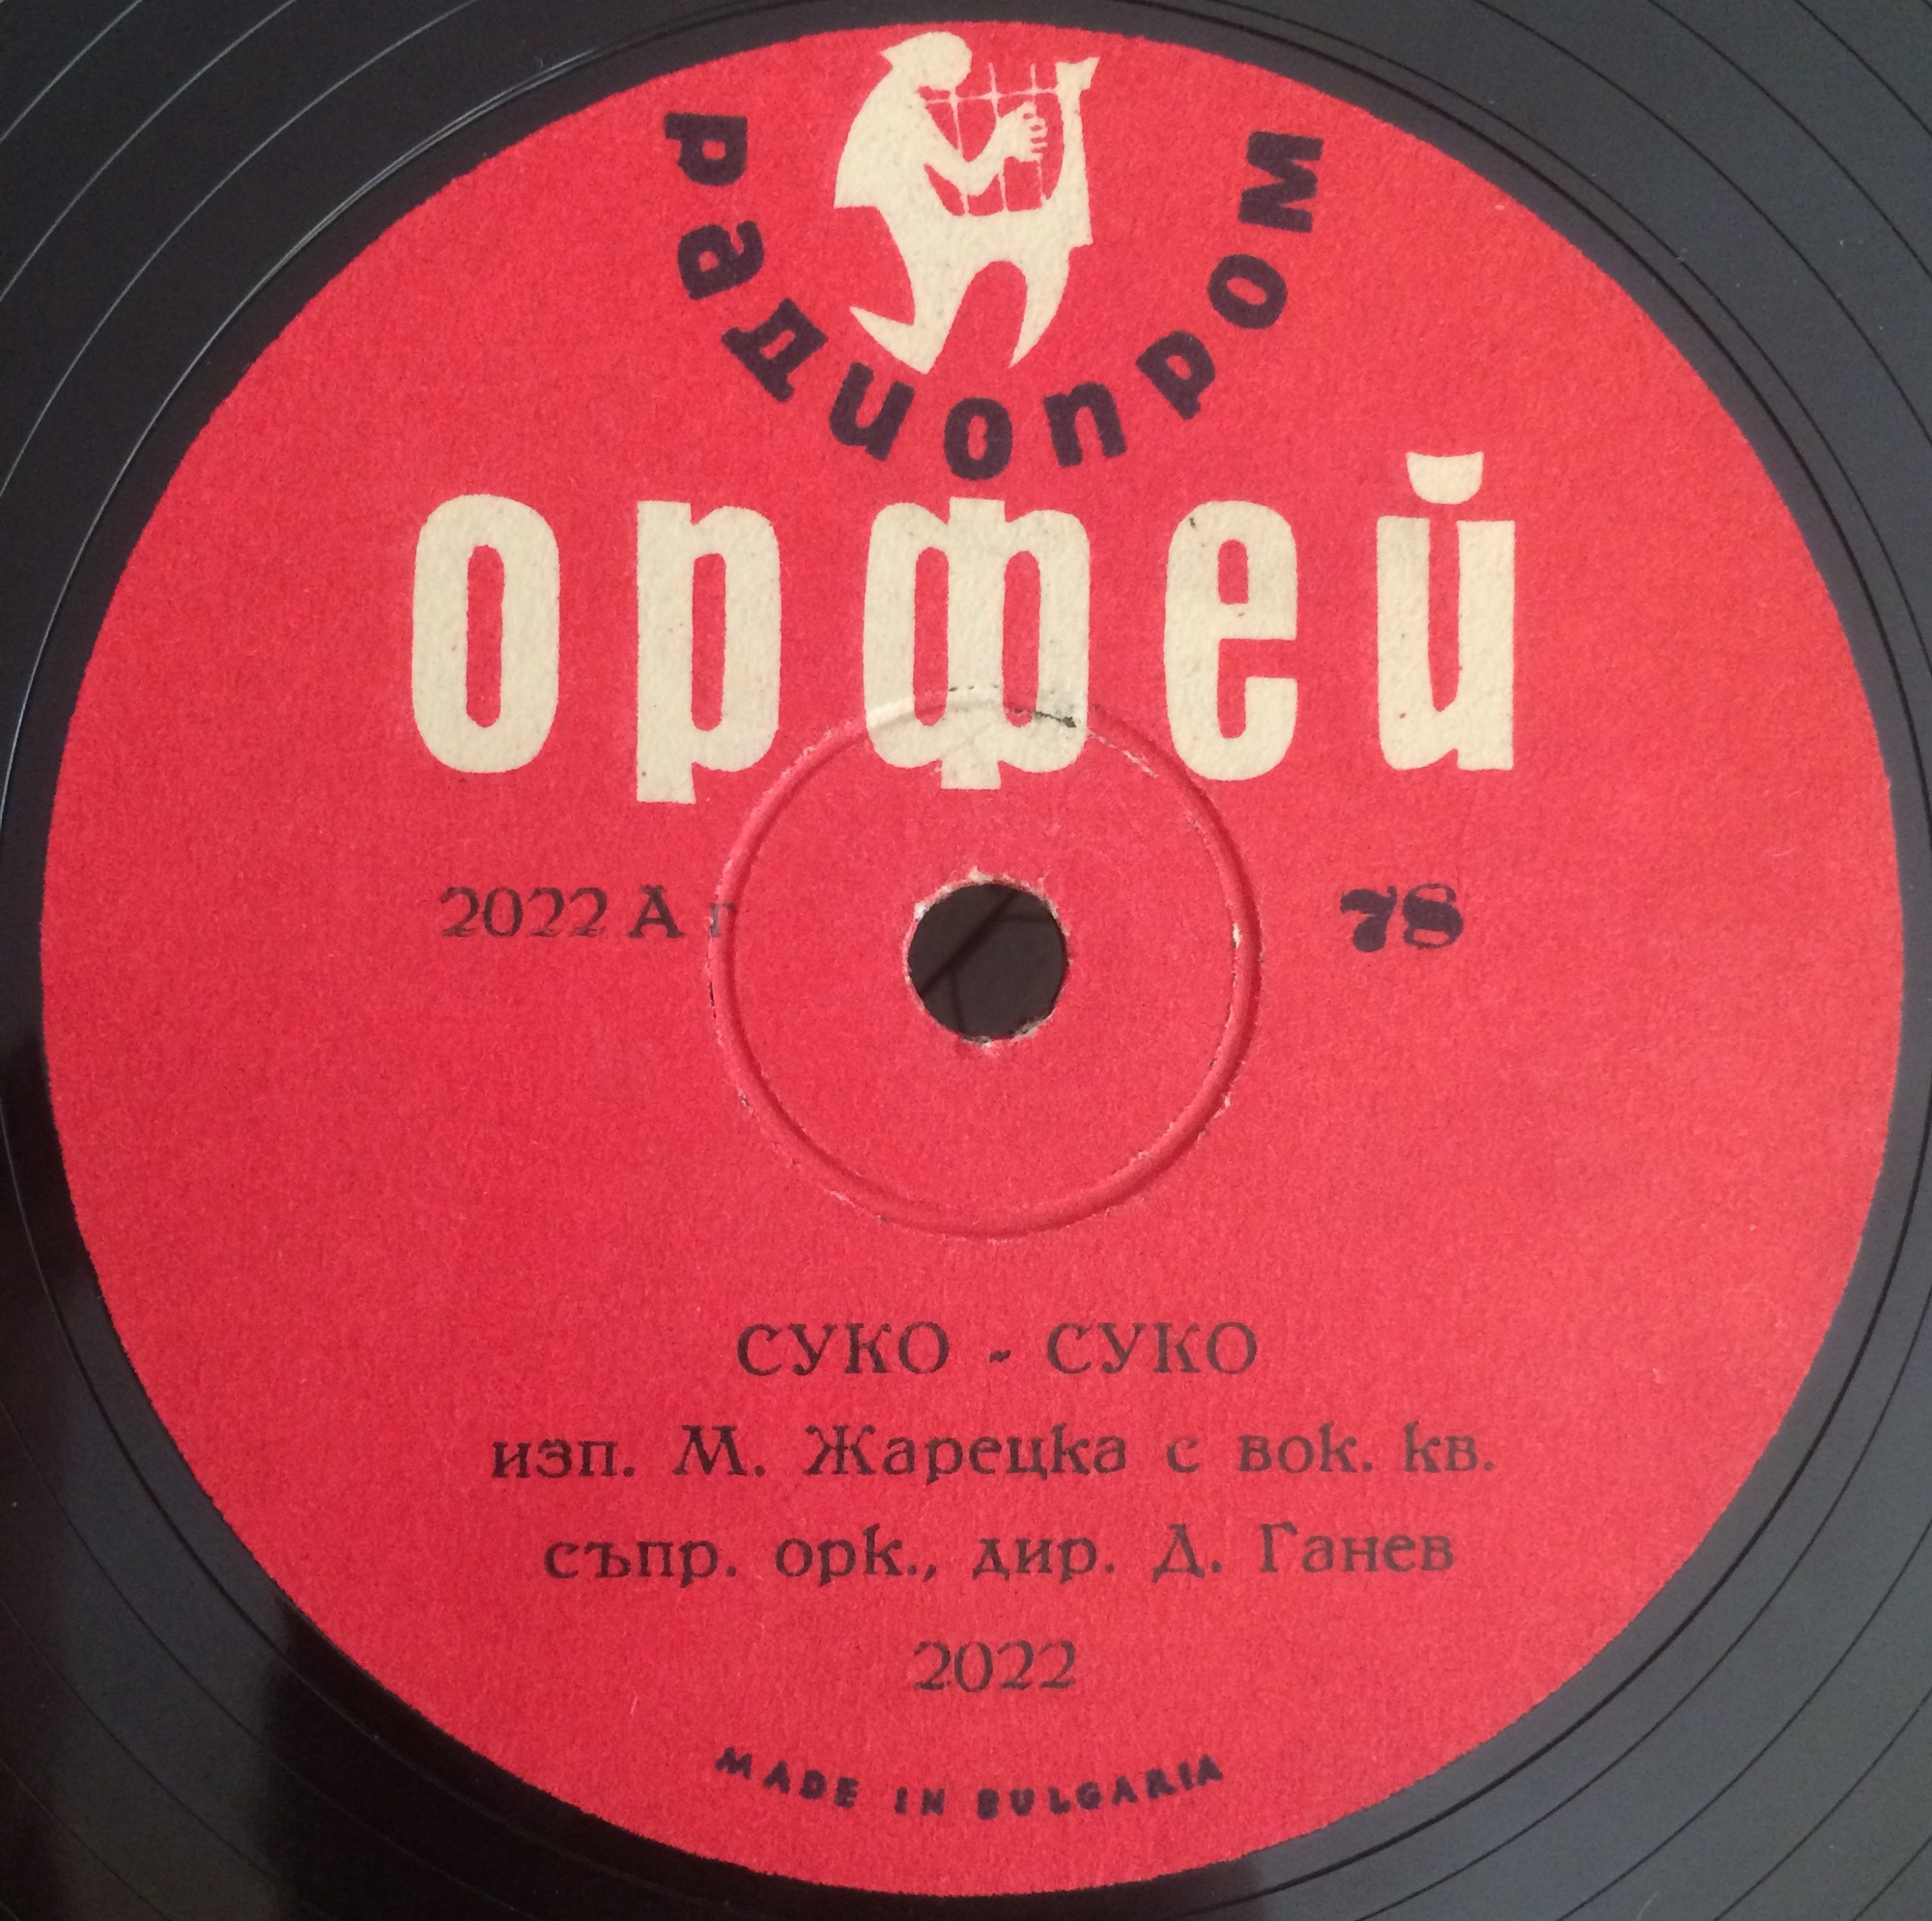 радиопром
орфей
2022 А г 78
СУКО - СУКО
изп. М. Жарецка с вок. кв.
съпр. орк., дир. Д. Ганев
2022
MADE IN BULGARIA